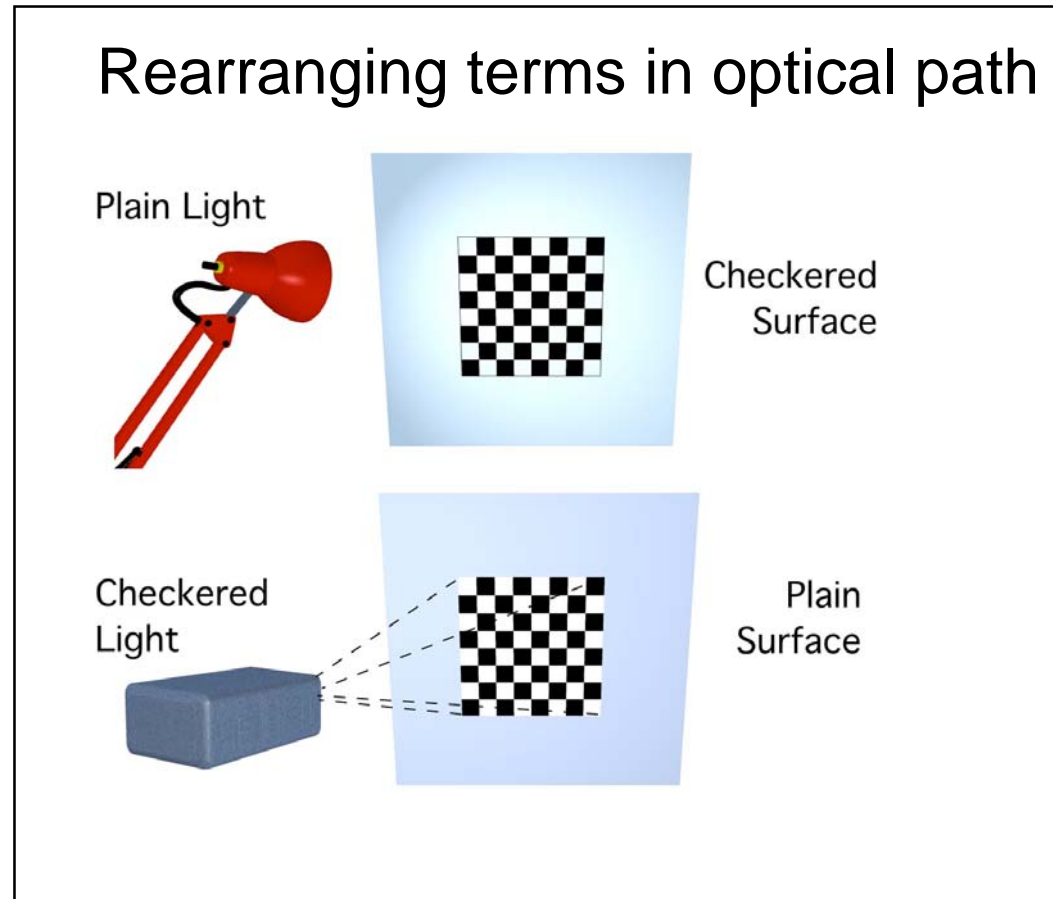 Rearranging terms in optical path
Plain Light
Checkered
Surface
Checkered
Light
Plain
Surface